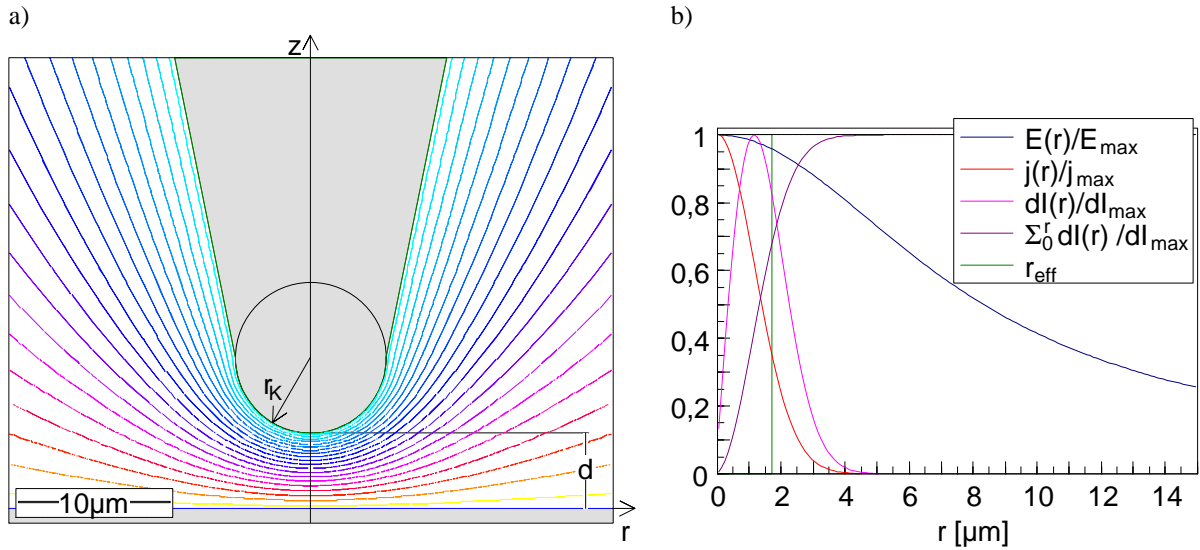 a)
z
r_k
d
10µm
r
b)
E(r)/E_max
j(r)/j_max
dI(r)/dI_max
Σ_0^r dI(r) /dI_max
r_eff
1
0,8
0,6
0,4
0,2
0
0 2 4 6 8 10 12 14
r [µm]